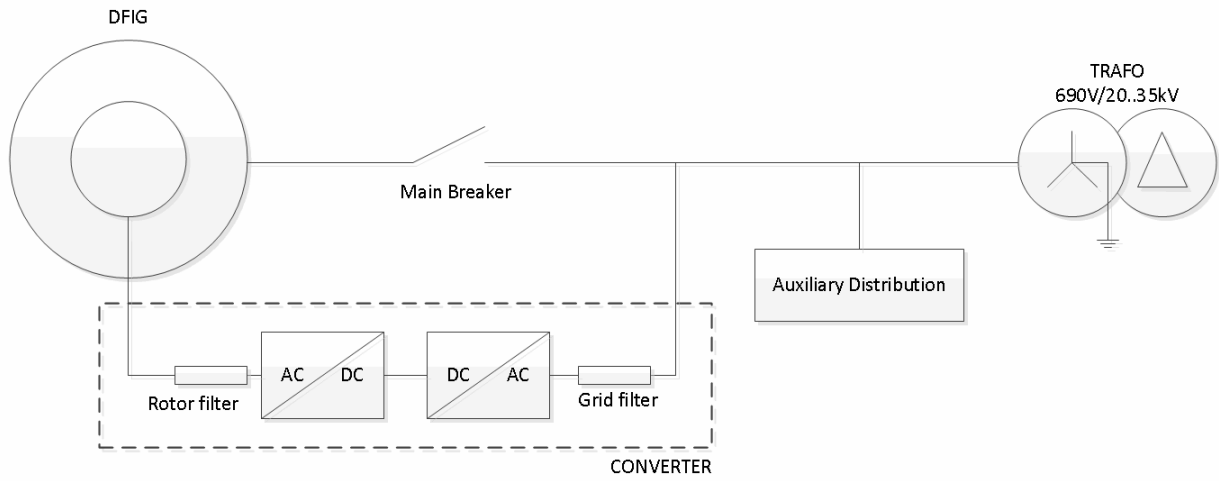 DFIG
TRAFO
690V/20..35kV
Main Breaker
Auxiliary Distribution
AC
DC
DC
AC
Rotor filter
Grid filter
CONVERTER